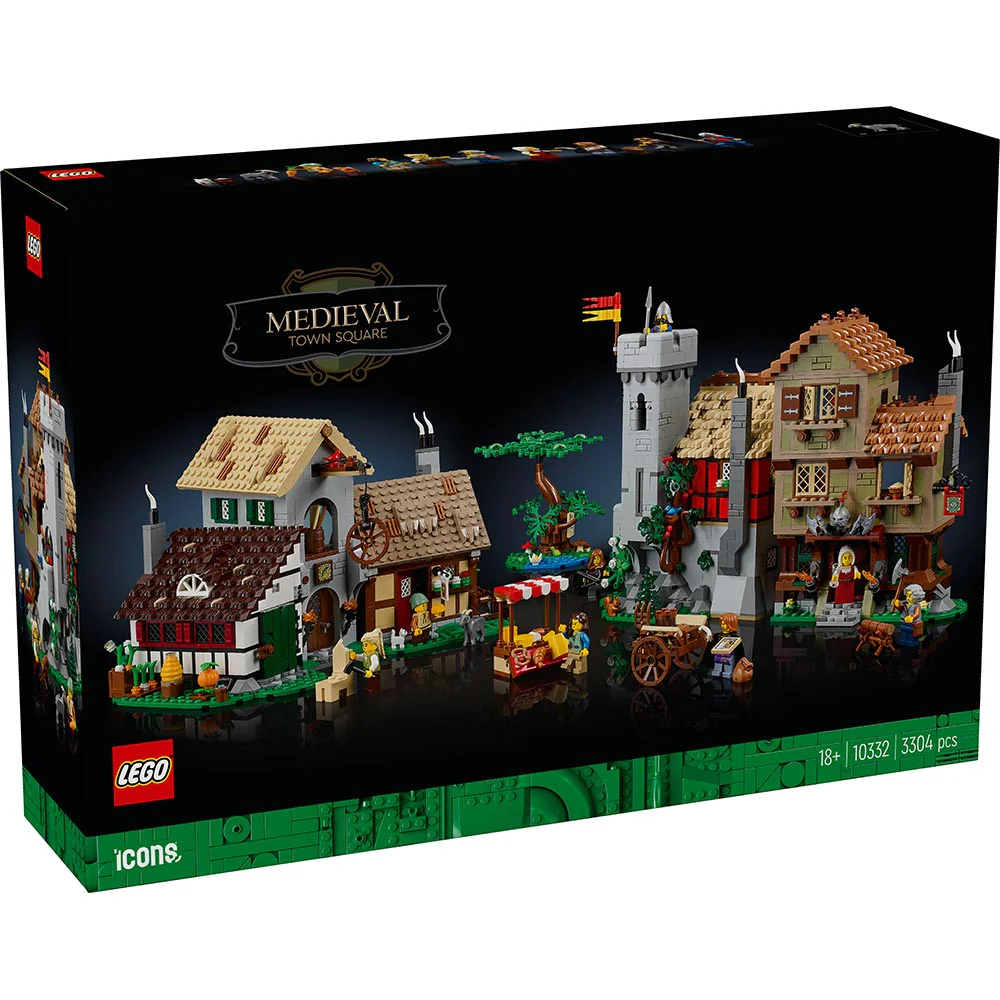 LEGO
LEGO
MEDIEVAL
TOWN SQUARE
18+ | 10332 | 3304 pcs
LEGO
icons